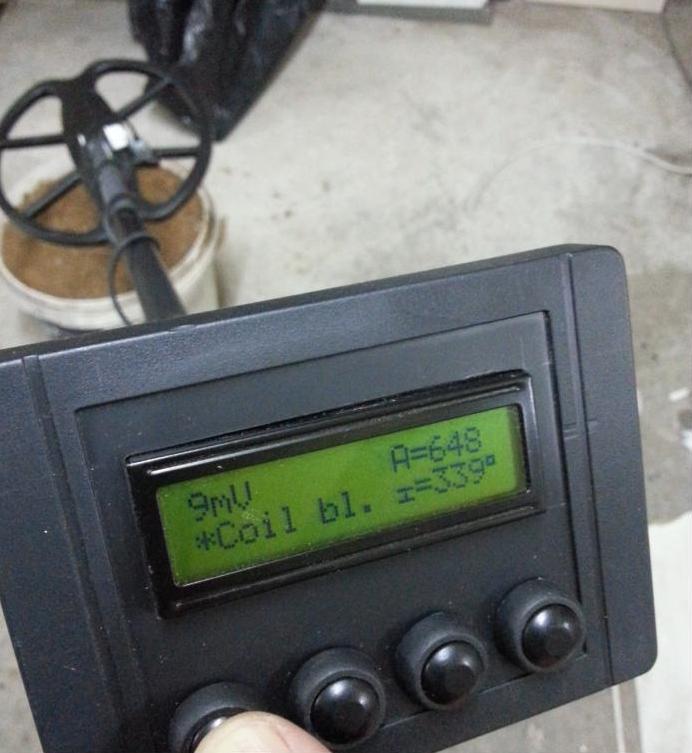 9mV A=648
*Coil bl. x=339°